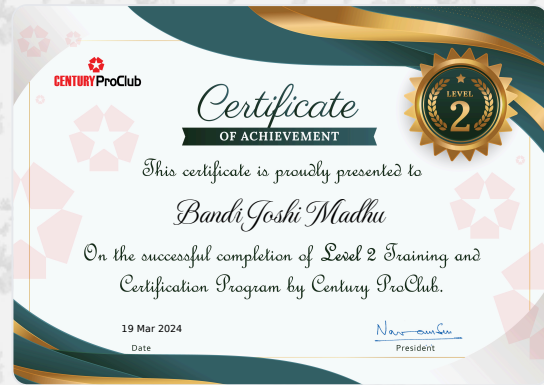 CENTURY ProClub
Certificate
OF ACHIEVEMENT
LEVEL
2
This certificate is proudly presented to
Bandi Joshi Madhu
On the successful completion of Level 2 Training and
Certification Program by Century ProClub.
19 Mar 2024
Date
President